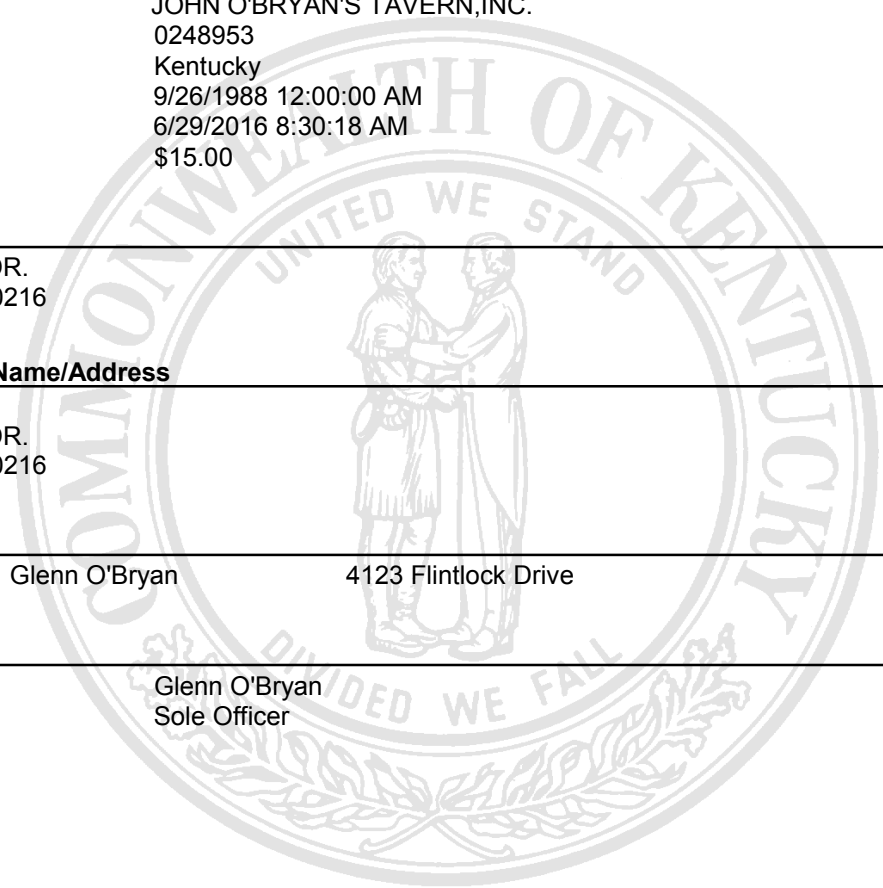 JOHN O'BRYAN'S TAVERN,INC.
0248953
Kentucky
9/26/1988 12:00:00 AM
6/29/2016 8:30:18 AM
$15.00
COMMONWEALTH OF KENTUCKY
UNITED WE STAND
DR.
0216
Name/Address
DR.
0216
Glenn O'Bryan 4123 Flintlock Drive
DIVIDED WE FALL
Glenn O'Bryan
Sole Officer